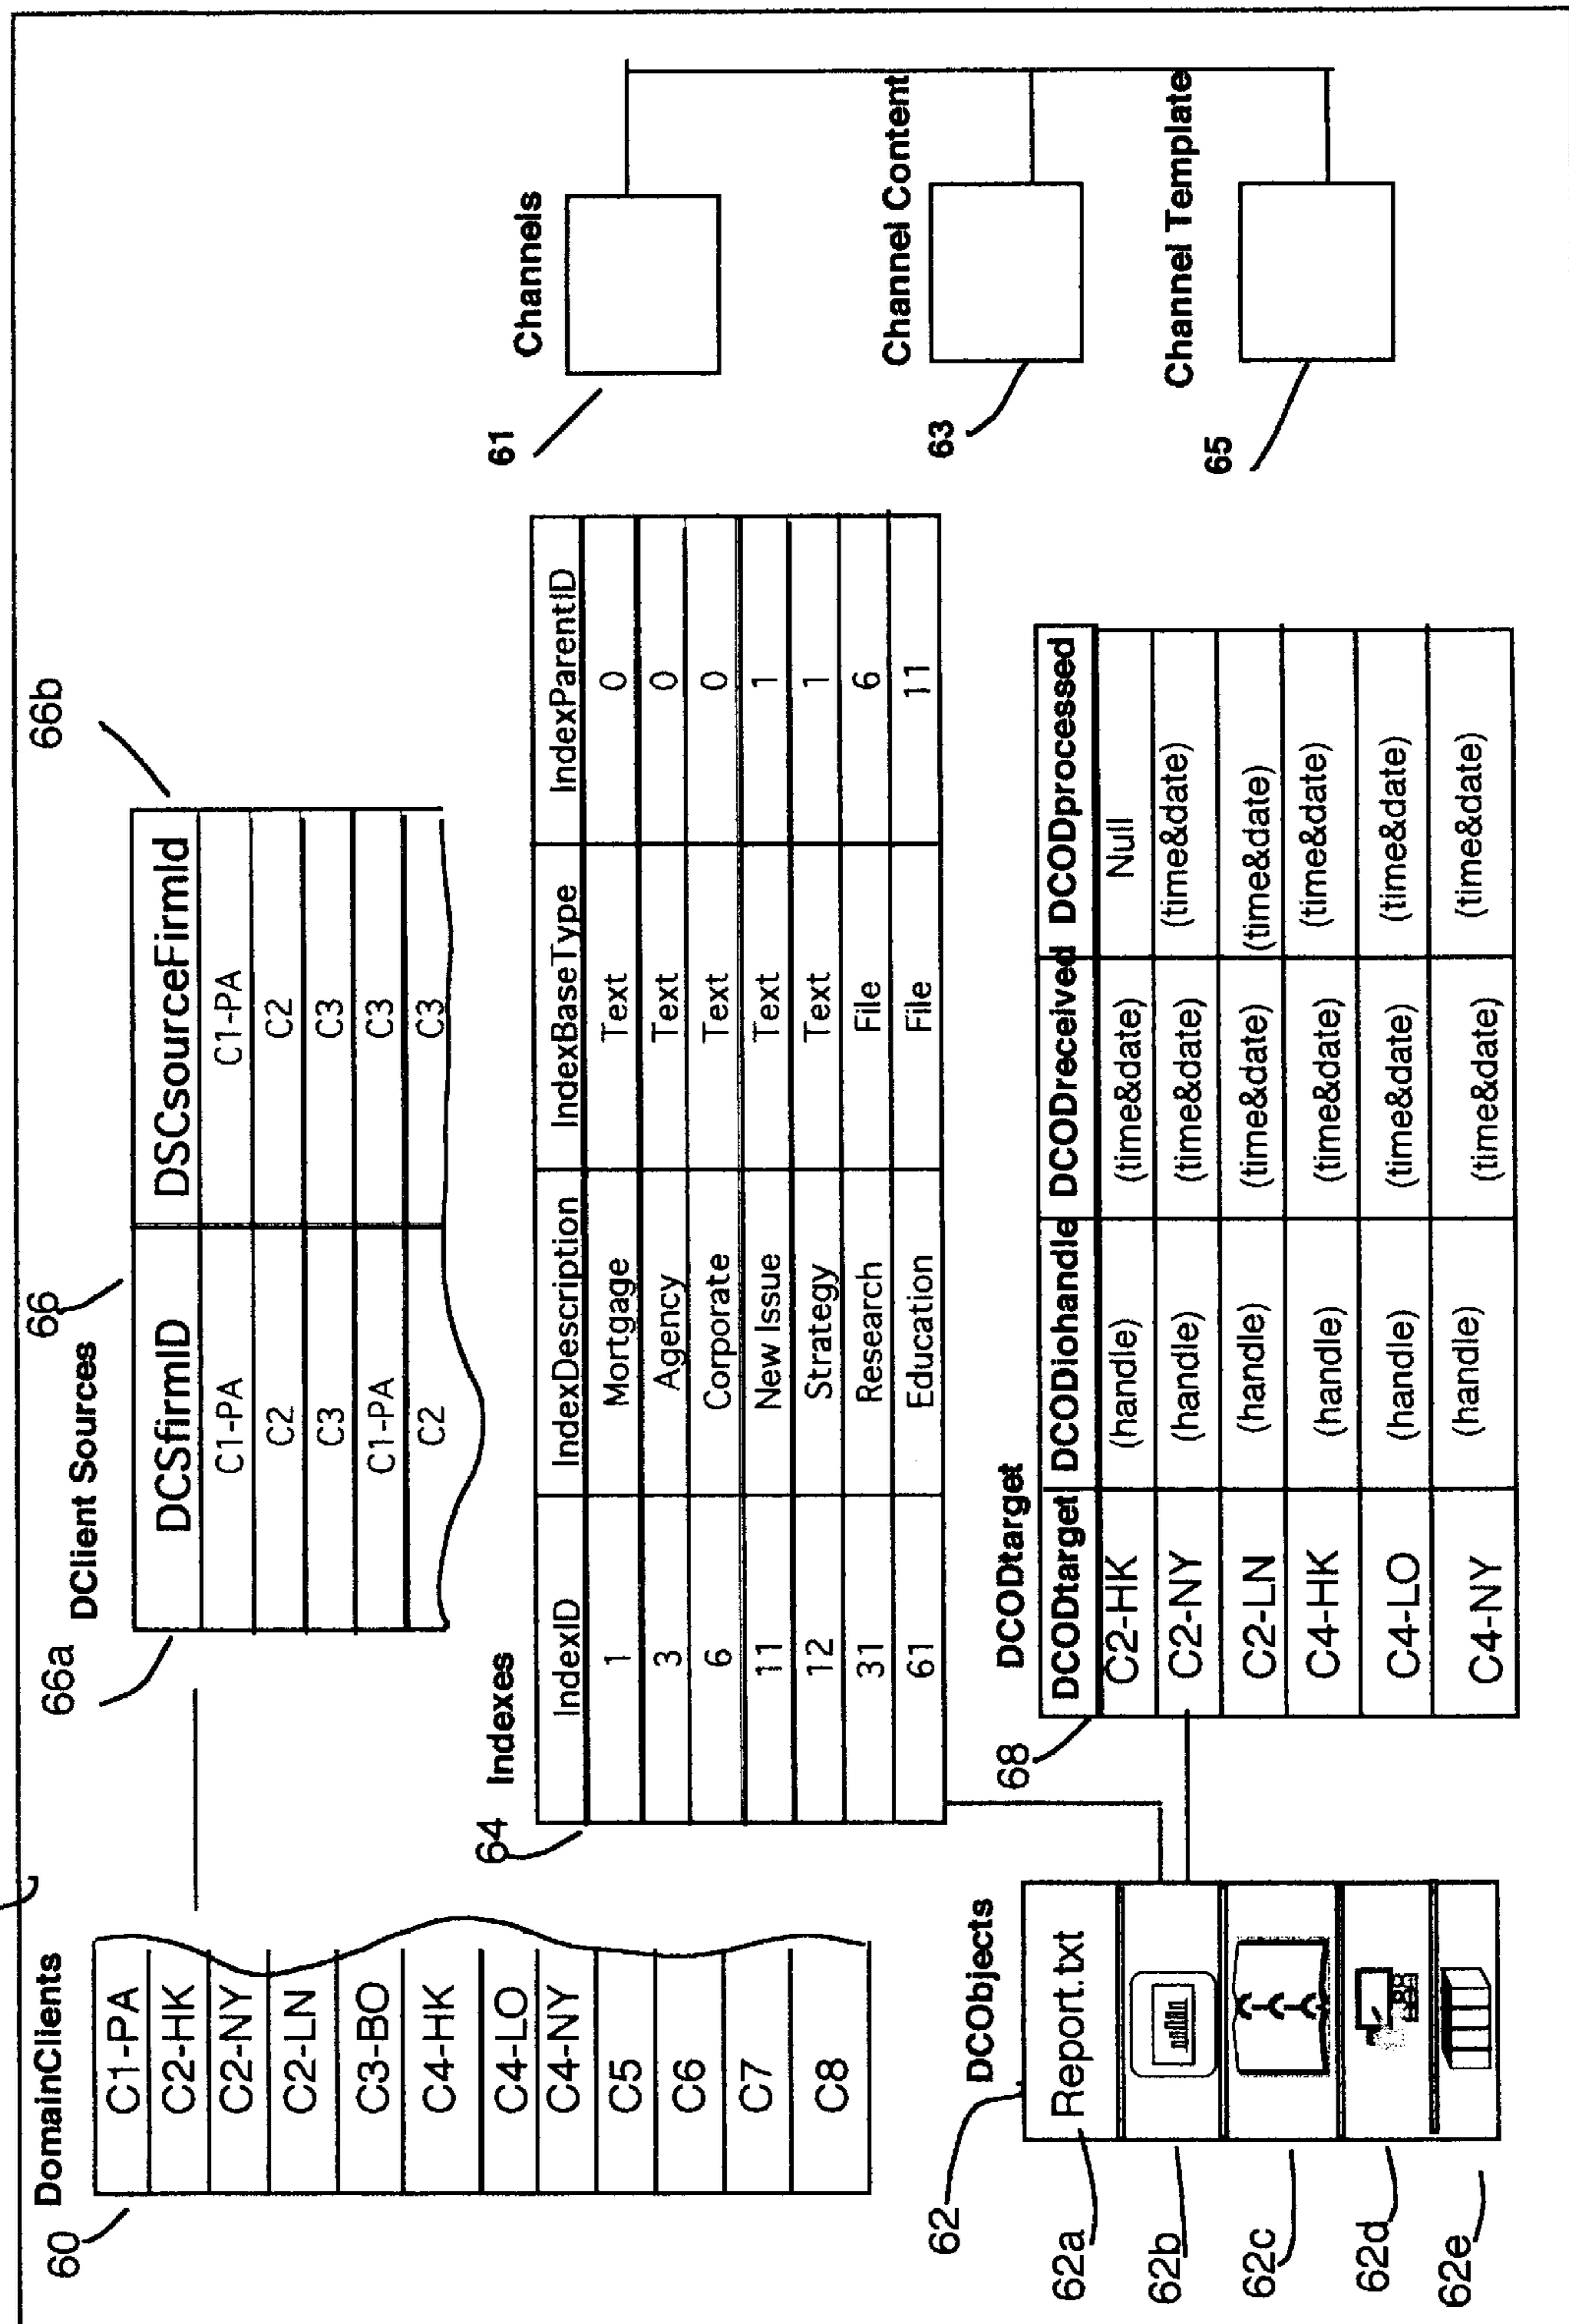 60
DomainClients
C1-PA
C2-HK
C2-NY
C2-LN
C3-BO
C4-HK
C4-LO
C4-NY
C5
C6
C7
C8
66a
DClient Sources
66
66b
DCSfirmID DSCsourceFirmId
C1-PA C1-PA
C2 C2
C3 C3
C1-PA C3
C2 C3
64 Indexes
IndexID IndexDescription IndexBaseType IndexParentID
1 Mortgage Text 0
3 Agency Text 0
6 Corporate Text 0
11 New Issue Text 1
12 Strategy Text 1
31 Research File 6
61 Education File 11
61
Channels
63
Channel Content
65
Channel Template
62
DCObjects
62a
Report.txt
62b
62c
62d
62e
68
DCODtarget
DCODtarget DCODiohandle DCODreceived DCODprocessed
C2-HK (handle) (time&date) Null
C2-NY (handle) (time&date) (time&date)
C2-LN (handle) (time&date) (time&date)
C4-HK (handle) (time&date) (time&date)
C4-LO (handle) (time&date) (time&date)
C4-NY (handle) (time&date) (time&date)